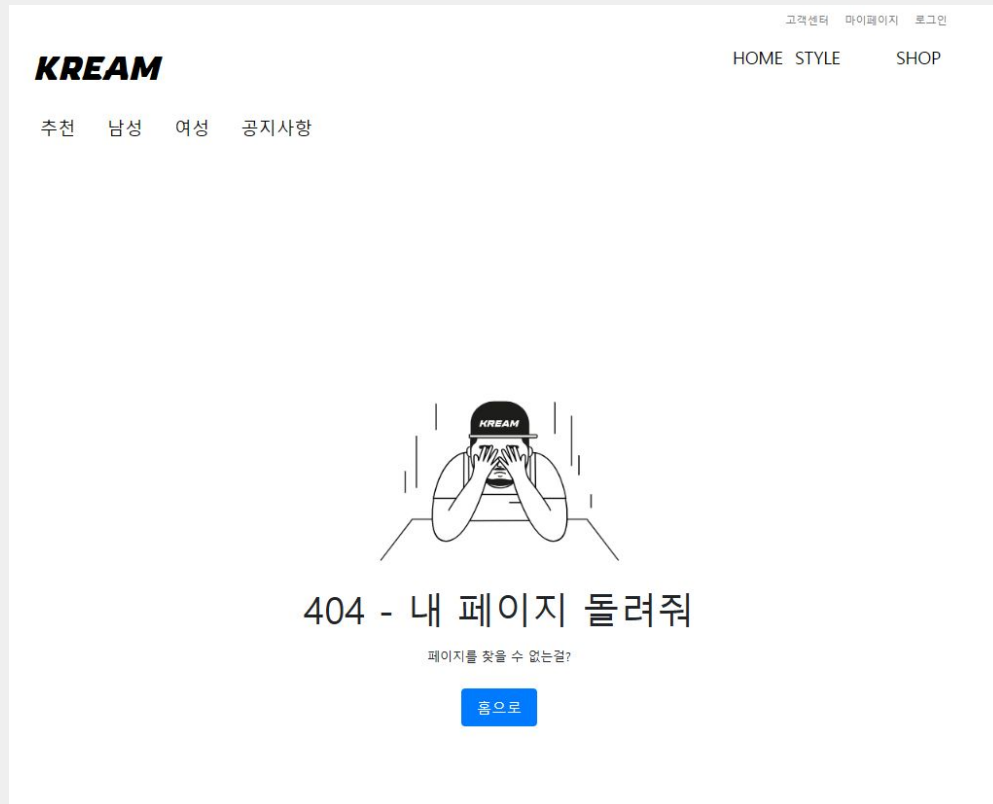 고객센터 마이페이지 로그인
KREAM
HOME STYLE SHOP
추천 남성 여성 공지사항
KREAM
404 - 내 페이지 돌려줘
페이지를 찾을 수 없는걸?
홈으로